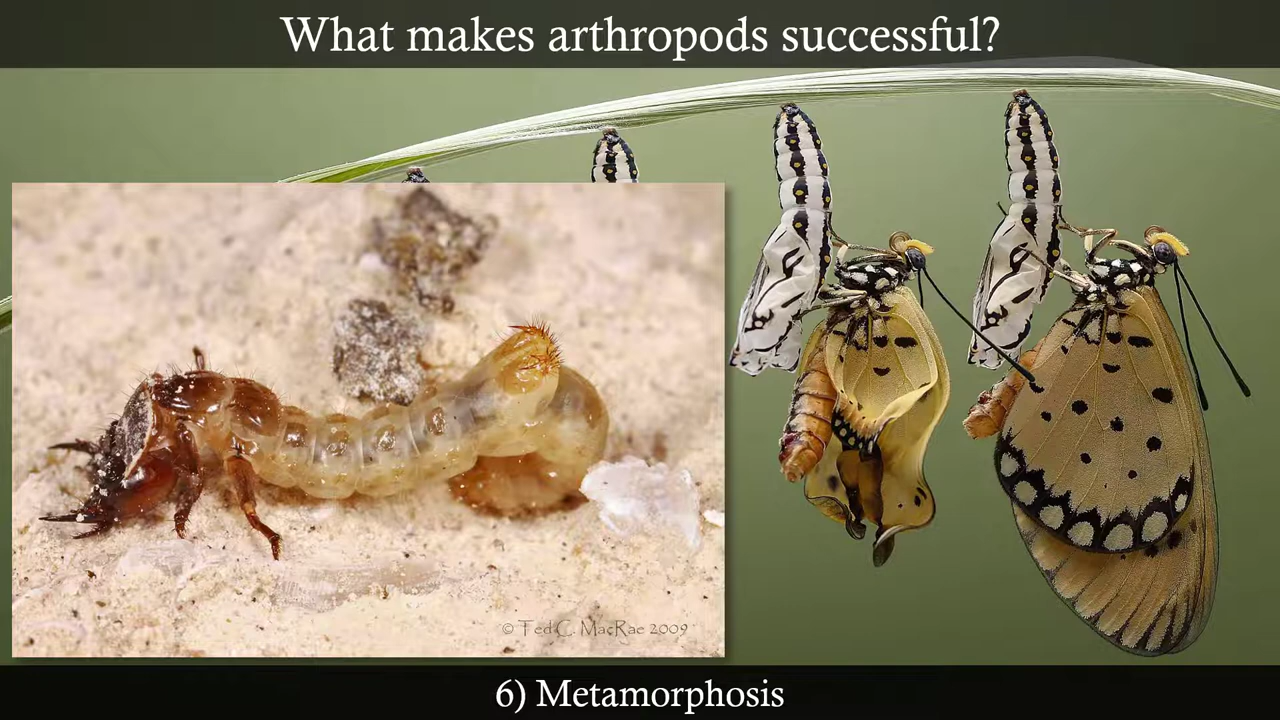 What makes arthropods successful?
© Ted C. MacRae 2009
6) Metamorphosis